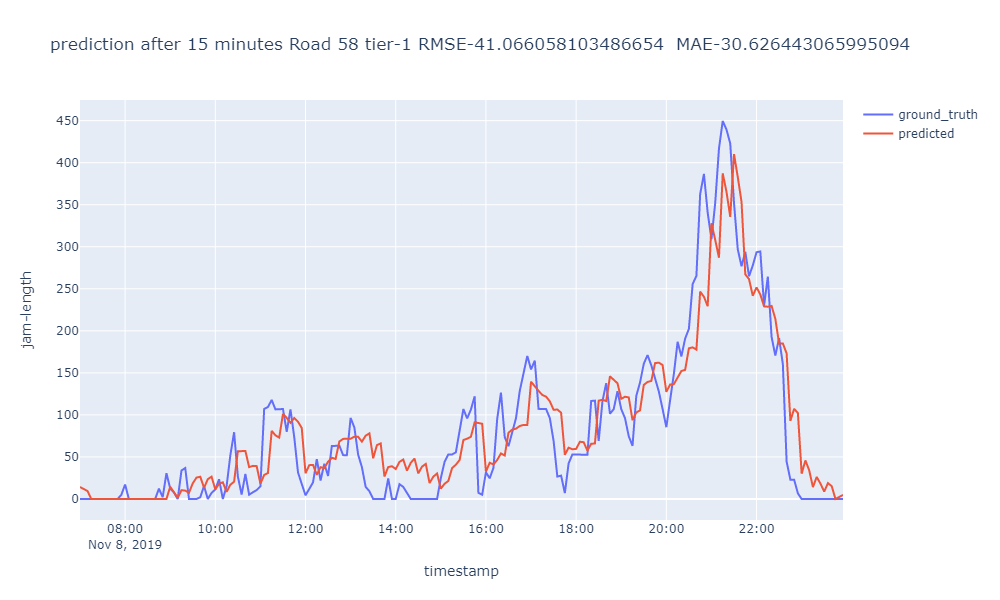 prediction after 15 minutes Road 58 tier-1 RMSE-41.066058103486654  MAE-30.626443065995094
ground_truth
predicted
450
400
350
300
250
200
150
100
50
0
jam-length
08:00 10:00 12:00 14:00 16:00 18:00 20:00 22:00
Nov 8, 2019
timestamp